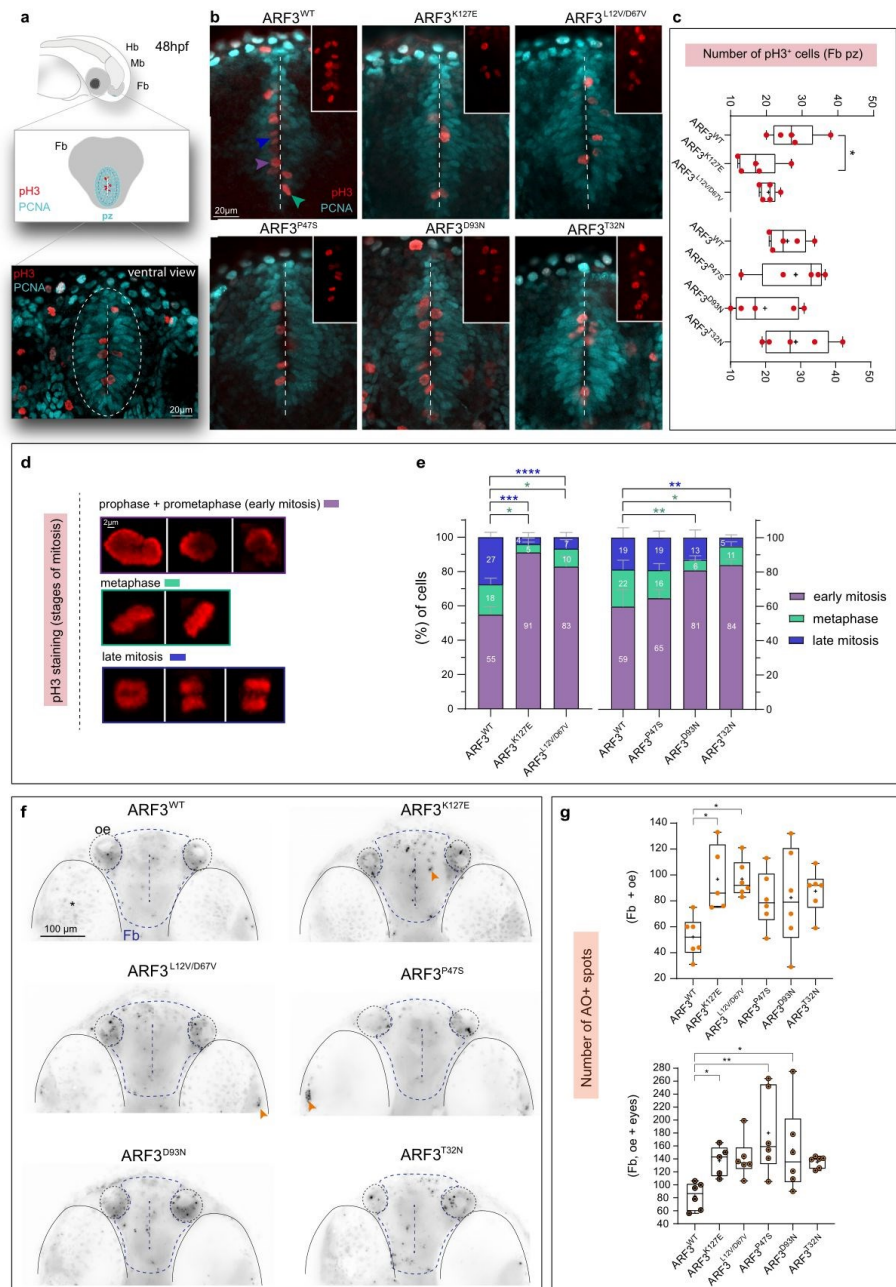 a
48hpf
Hb
Mb
Fb
Fb
pH3
PCNA
pz
pH3
PCNA
ventral view
20µm
b
ARF3WT
ARF3K127E
ARF3L12V/D67V
pH3
PCNA
20µm
ARF3P47S
ARF3D93N
ARF3T32N
c
Number of pH3+ cells (Fb pz)
10 20 30 40 50
ARF3WT
ARF3K127E
ARF3L12V/D67V
*
ARF3WT
ARF3P47S
ARF3D93N
ARF3T32N
10 20 30 40 50
d
pH3 staining (stages of mitosis)
prophase + prometaphase (early mitosis)
2µm
metaphase
late mitosis
e
****
*
***
*
**
*
**
(%) of cells
100
80
60
40
20
0
27
18
55
4
5
91
7
10
83
19
22
59
19
16
65
13
6
81
5
11
84
100
80
60
40
20
0
ARF3WT
ARF3K127E
ARF3L12V/D67V
ARF3WT
ARF3P47S
ARF3D93N
ARF3T32N
early mitosis
metaphase
late mitosis
f
ARF3WT
oe
*
100 µm
Fb
ARF3K127E
ARF3L12V/D67V
ARF3P47S
ARF3D93N
ARF3T32N
g
Number of AO+ spots
(Fb + oe)
*
*
140
120
100
80
60
40
20
ARF3WT
ARF3K127E
ARF3L12V/D67V
ARF3P47S
ARF3D93N
ARF3T32N
(Fb, oe + eyes)
*
**
*
280
260
240
220
200
180
160
140
120
100
80
60
40
ARF3WT
ARF3K127E
ARF3L12V/D67V
ARF3P47S
ARF3D93N
ARF3T32N